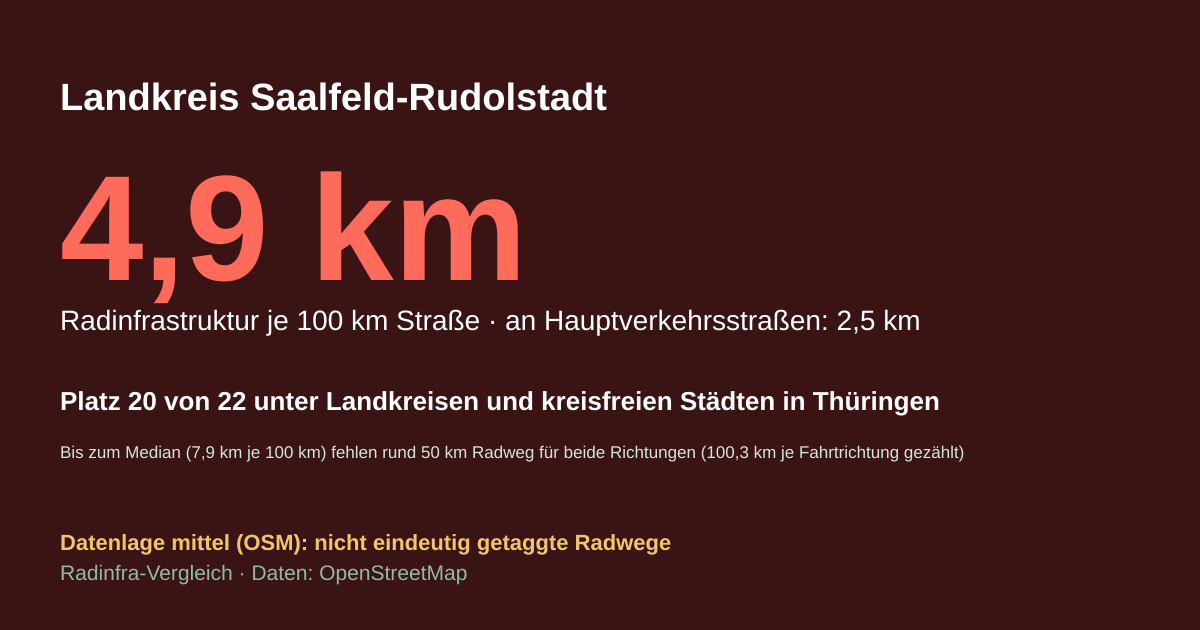 Landkreis Saalfeld-Rudolstadt
4,9 km
Radinfrastruktur je 100 km Straße · an Hauptverkehrsstraßen: 2,5 km
Platz 20 von 22 unter Landkreisen und kreisfreien Städten in Thüringen
Bis zum Median (7,9 km je 100 km) fehlen rund 50 km Radweg für beide Richtungen (100,3 km je Fahrtrichtung gezählt)
Datenlage mittel (OSM): nicht eindeutig getaggte Radwege
Radinfra-Vergleich · Daten: OpenStreetMap